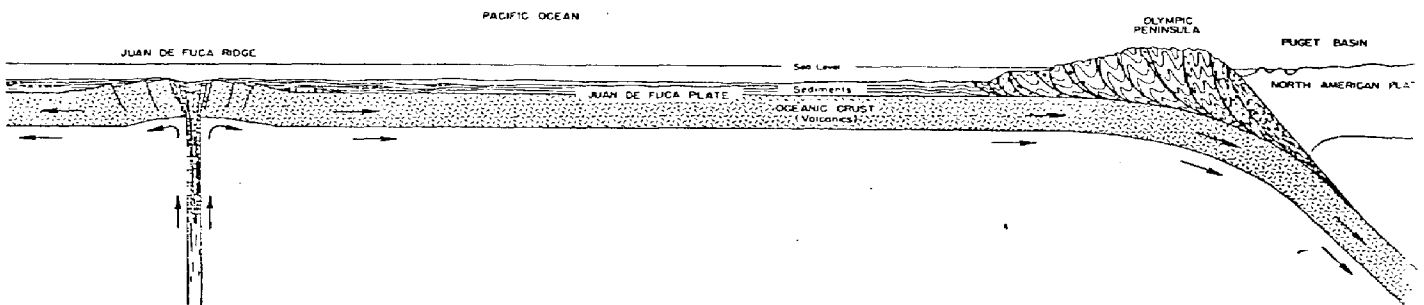 PACIFIC OCEAN
OLYMPIC
PENINSULA
PUGET BASIN
JUAN DE FUCA RIDGE
Sea Level
Sediments
NORTH AMERICAN PLA
JUAN DE FUCA PLATE
OCEANIC CRUST
(Volcanics)